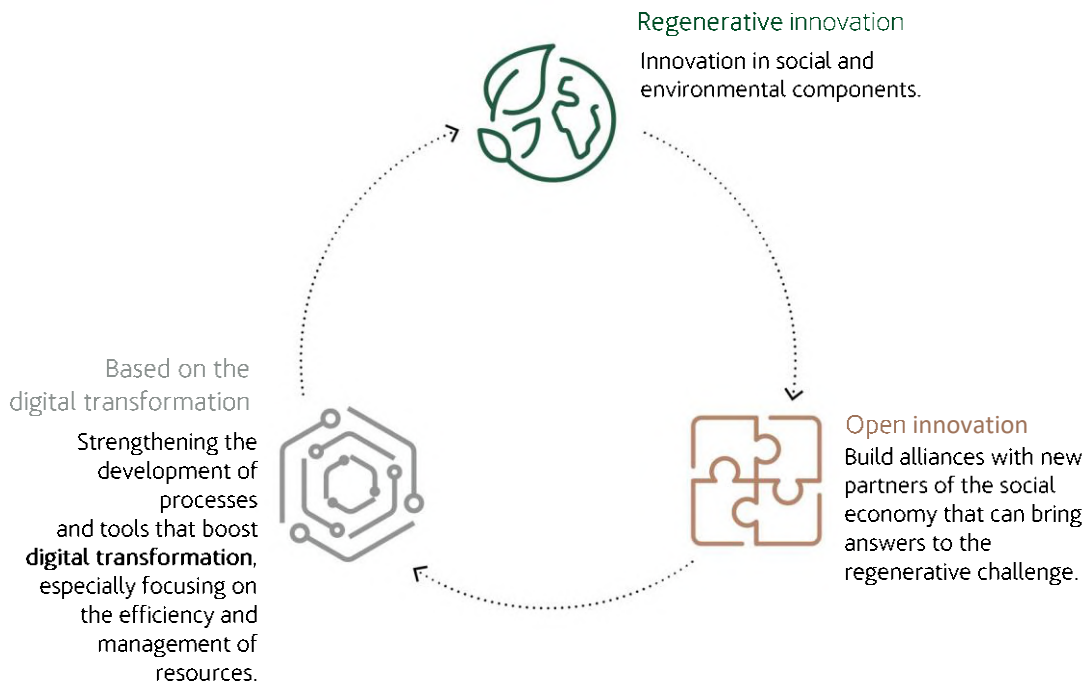 Regenerative innovation
Innovation in social and
environmental components.
Open innovation
Build alliances with new
partners of the social
economy that can bring
answers to the
regenerative challenge.
Based on the
digital transformation
Strengthening the
development of
processes
and tools that boost
digital transformation,
especially focusing on
the efficiency and
management of
resources.